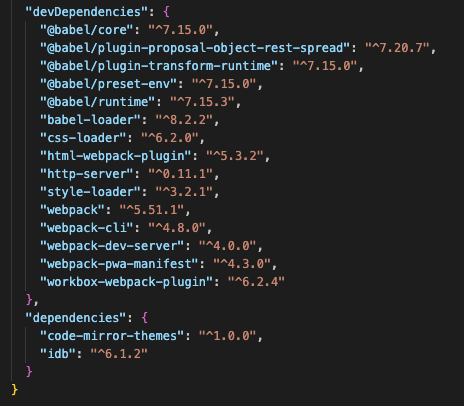 "devDependencies": {
"@babel/core": "^7.15.0",
"@babel/plugin-proposal-object-rest-spread": "^7.20.7",
"@babel/plugin-transform-runtime": "^7.15.0",
"@babel/preset-env": "^7.15.0",
"@babel/runtime": "^7.15.3",
"babel-loader": "^8.2.2",
"css-loader": "^6.2.0",
"html-webpack-plugin": "^5.3.2",
"http-server": "^0.11.1",
"style-loader": "^3.2.1",
"webpack": "^5.51.1",
"webpack-cli": "^4.8.0",
"webpack-dev-server": "^4.0.0",
"webpack-pwa-manifest": "^4.3.0",
"workbox-webpack-plugin": "^6.2.4"
},
"dependencies": {
"code-mirror-themes": "^1.0.0",
"idb": "^6.1.2"
}
}